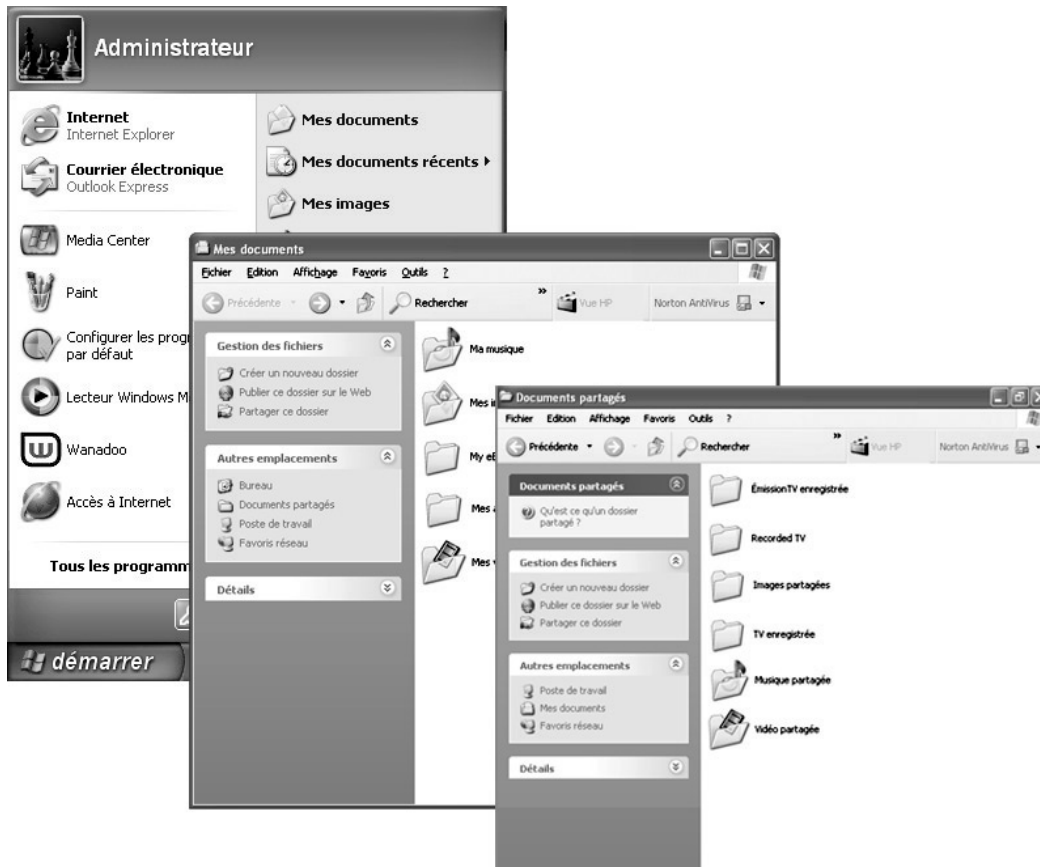 Administrateur
Internet
Internet Explorer
Courrier électronique
Outlook Express
Media Center
Paint
Configurer les prog
par défaut
Lecteur Windows M
Wanadoo
Accès à Internet
Tous les programm
démarrer
Mes documents
Mes documents récents
Mes images
Mes documents
Fichier Edition Affichage Favoris Outils ?
Précédente Rechercher » Vue HP Norton AntiVirus
Gestion des fichiers
Créer un nouveau dossier
Publier ce dossier sur le Web
Partager ce dossier
Autres emplacements
Bureau
Documents partagés
Poste de travail
Favoris réseau
Détails
Ma musique
Mes i
My eB
Mes
Mes
Documents partagés
Fichier Edition Affichage Favoris Outils ?
Précédente Rechercher » Vue HP Norton AntiVirus
Documents partagés
Qu'est ce qu'un dossier
partagé ?
Gestion des fichiers
Créer un nouveau dossier
Publier ce dossier sur le Web
Partager ce dossier
Autres emplacements
Poste de travail
Mes documents
Favoris réseau
Détails
ÉmissionTV enregistrée
Recorded TV
Images partagées
TV enregistrée
Musique partagée
Vidéo partagée